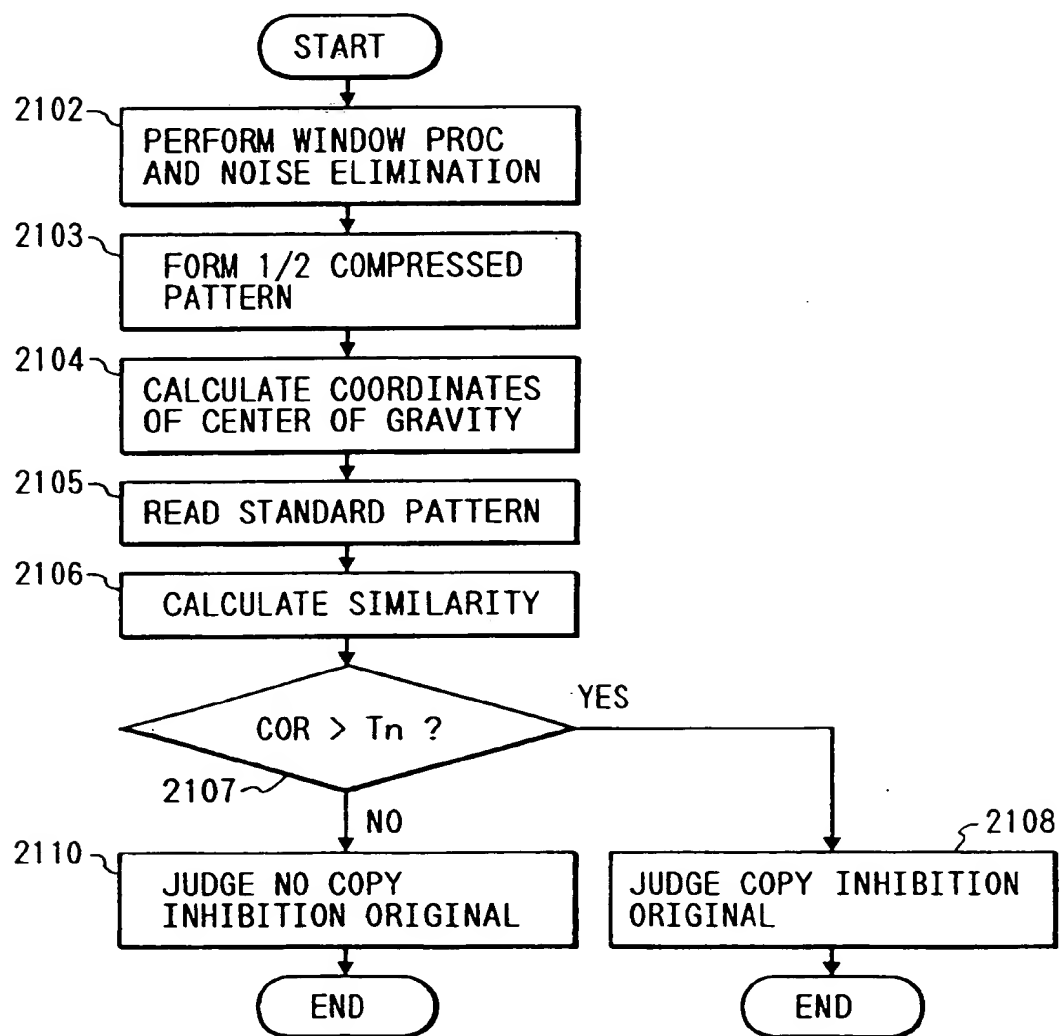 START
2102
PERFORM WINDOW PROC
AND NOISE ELIMINATION
2103
FORM 1/2 COMPRESSED
PATTERN
2104
CALCULATE COORDINATES
OF CENTER OF GRAVITY
2105
READ STANDARD PATTERN
2106
CALCULATE SIMILARITY
COR > Tn ?
YES
2107
NO
2110
JUDGE NO COPY
INHIBITION ORIGINAL
2108
JUDGE COPY INHIBITION
ORIGINAL
END
END